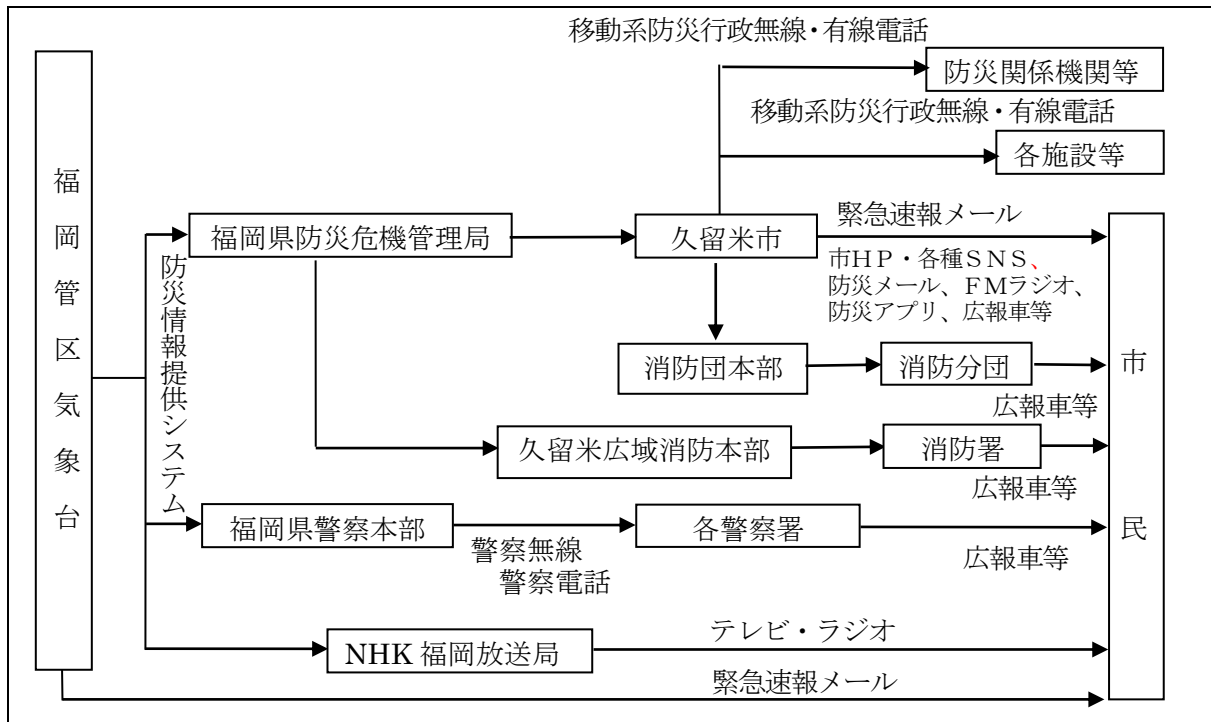 移動系防災行政無線・有線電話
防災関係機関等
移動系防災行政無線・有線電話
各施設等
福岡管区気象台
防災情報提供システム
福岡県防災危機管理局
久留米市
緊急速報メール
市HP・各種SNS、
防災メール、FMラジオ、
防災アプリ、広報車等
市民
消防団本部
消防分団
広報車等
久留米広域消防本部
消防署
広報車等
福岡県警察本部
警察無線
警察電話
各警察署
広報車等
NHK 福岡放送局
テレビ・ラジオ
緊急速報メール